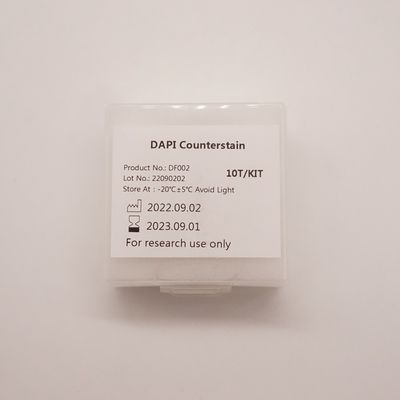 DAPI Counterstain
Product No.: DF002
10T/KIT
Lot No.: 22090202
Store At : -20℃±5℃ Avoid Light
2022.09.02
2023.09.01
For research use only